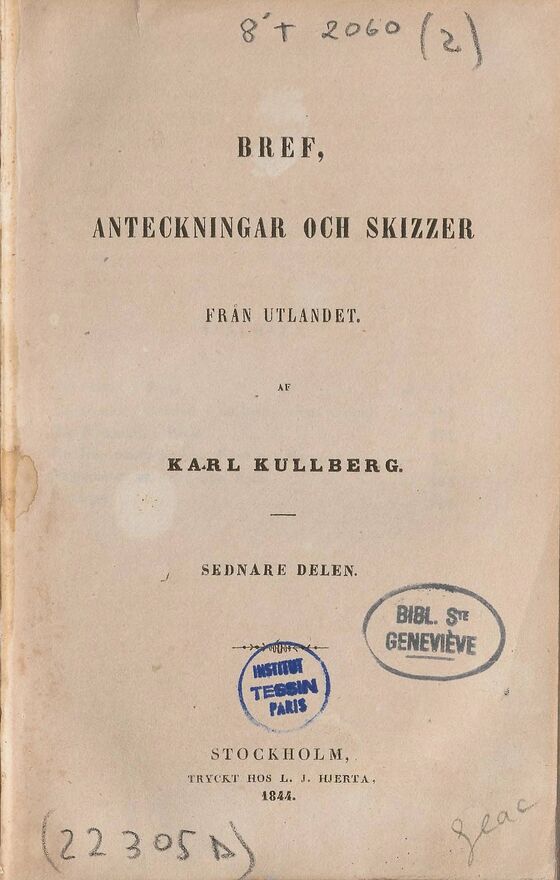 8°T 2060 (2)
BREF,
ANTECKNINGAR OCH SKIZZER
FRÅN UTLANDET.
AF
KARL KULLBERG.
SEDNARE DELEN.
BIBL. STE
GENEVIÈVE
INSTITUT
TESSIN
PARIS
STOCKHOLM,
TRYCKT HOS L. J. HJERTA,
1844.
(22305 D)